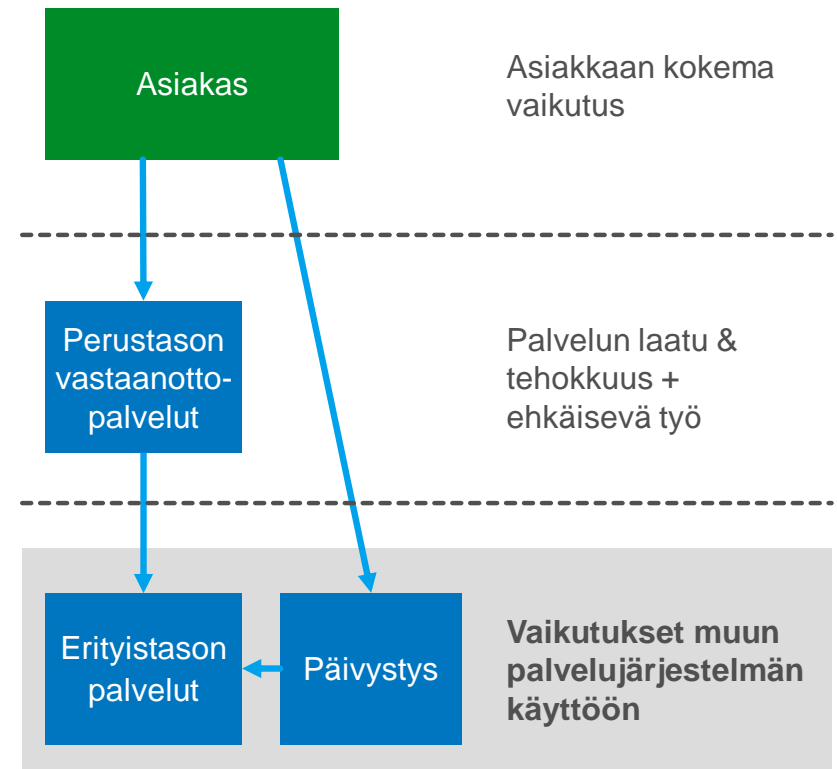 Asiakas
Asiakkaan kokema
vaikutus
Perustason
vastaanotto-
palvelut
Palvelun laatu &
tehokkuus +
ehkäisevä työ
Erityistason
palvelut
Päivystys
Vaikutukset muun
palvelujärjestelmän
käyttöön